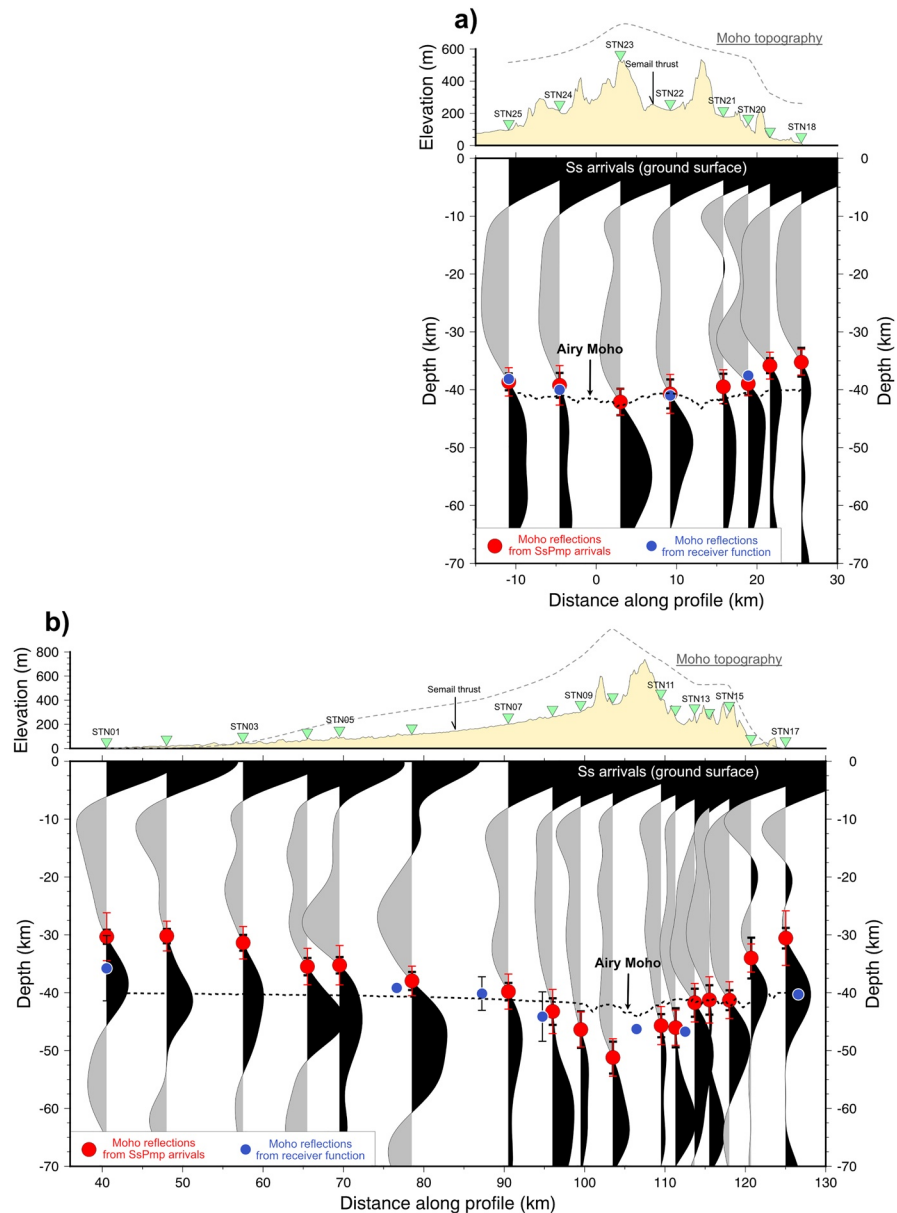 a)
Moho topography
Elevation (m)
600
400
200
0
STN25
STN24
STN23
Semail thrust
STN22
STN21
STN20
STN18
Ss arrivals (ground surface)
Depth (km)
0
-10
-20
-30
-40
-50
-60
-70
Airy Moho
Depth (km)
0
-10
-20
-30
-40
-50
-60
-70
Moho reflections
from SsPmp arrivals
Moho reflections
from receiver function
-10 0 10 20 30
Distance along profile (km)
b)
Moho topography
Elevation (m)
800
600
400
200
0
STN01
STN03
STN05
Semail thrust
STN07
STN09
STN11
STN13
STN15
STN17
Ss arrivals (ground surface)
Depth (km)
0
-10
-20
-30
-40
-50
-60
-70
Airy Moho
Depth (km)
0
-10
-20
-30
-40
-50
-60
-70
Moho reflections
from SsPmp arrivals
Moho reflections
from receiver function
40 50 60 70 80 90 100 110 120 130
Distance along profile (km)